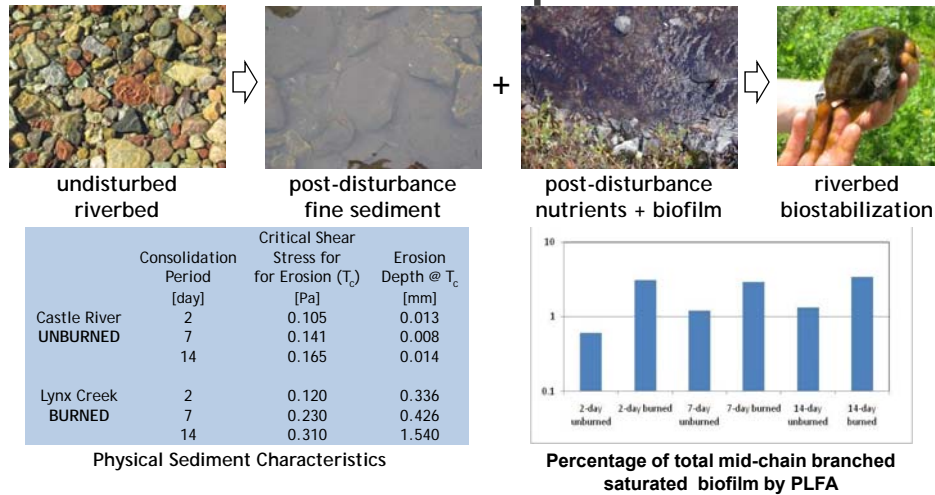 +
undisturbed
riverbed
post-disturbance
fine sediment
post-disturbance
nutrients + biofilm
riverbed
biostabilization
Consolidation Period [day] Critical Shear Stress for for Erosion (Tc) [Pa] Erosion Depth @ Tc [mm]
Castle River 2 0.105 0.013
UNBURNED 7 0.141 0.008
14 0.165 0.014
Lynx Creek 2 0.120 0.336
BURNED 7 0.230 0.426
14 0.310 1.540
Physical Sediment Characteristics
10
1
0.1
2-day unburned
2-day burned
7-day unburned
7-day burned
14-day unburned
14-day burned
Percentage of total mid-chain branched
saturated biofilm by PLFA